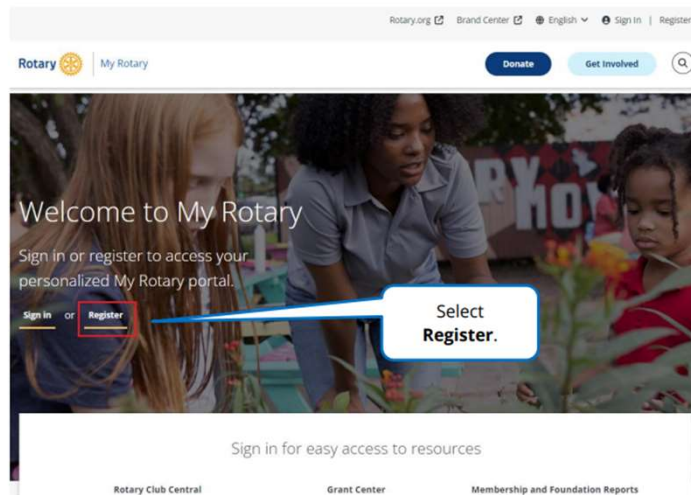 Rotary.org Brand Center English Sign In | Register
Rotary My Rotary
Donate Get Involved
Welcome to My Rotary
Sign in or register to access your
personalized My Rotary portal.
Sign in or Register
Select
Register.
Sign in for easy access to resources
Rotary Club Central Grant Center Membership and Foundation Reports